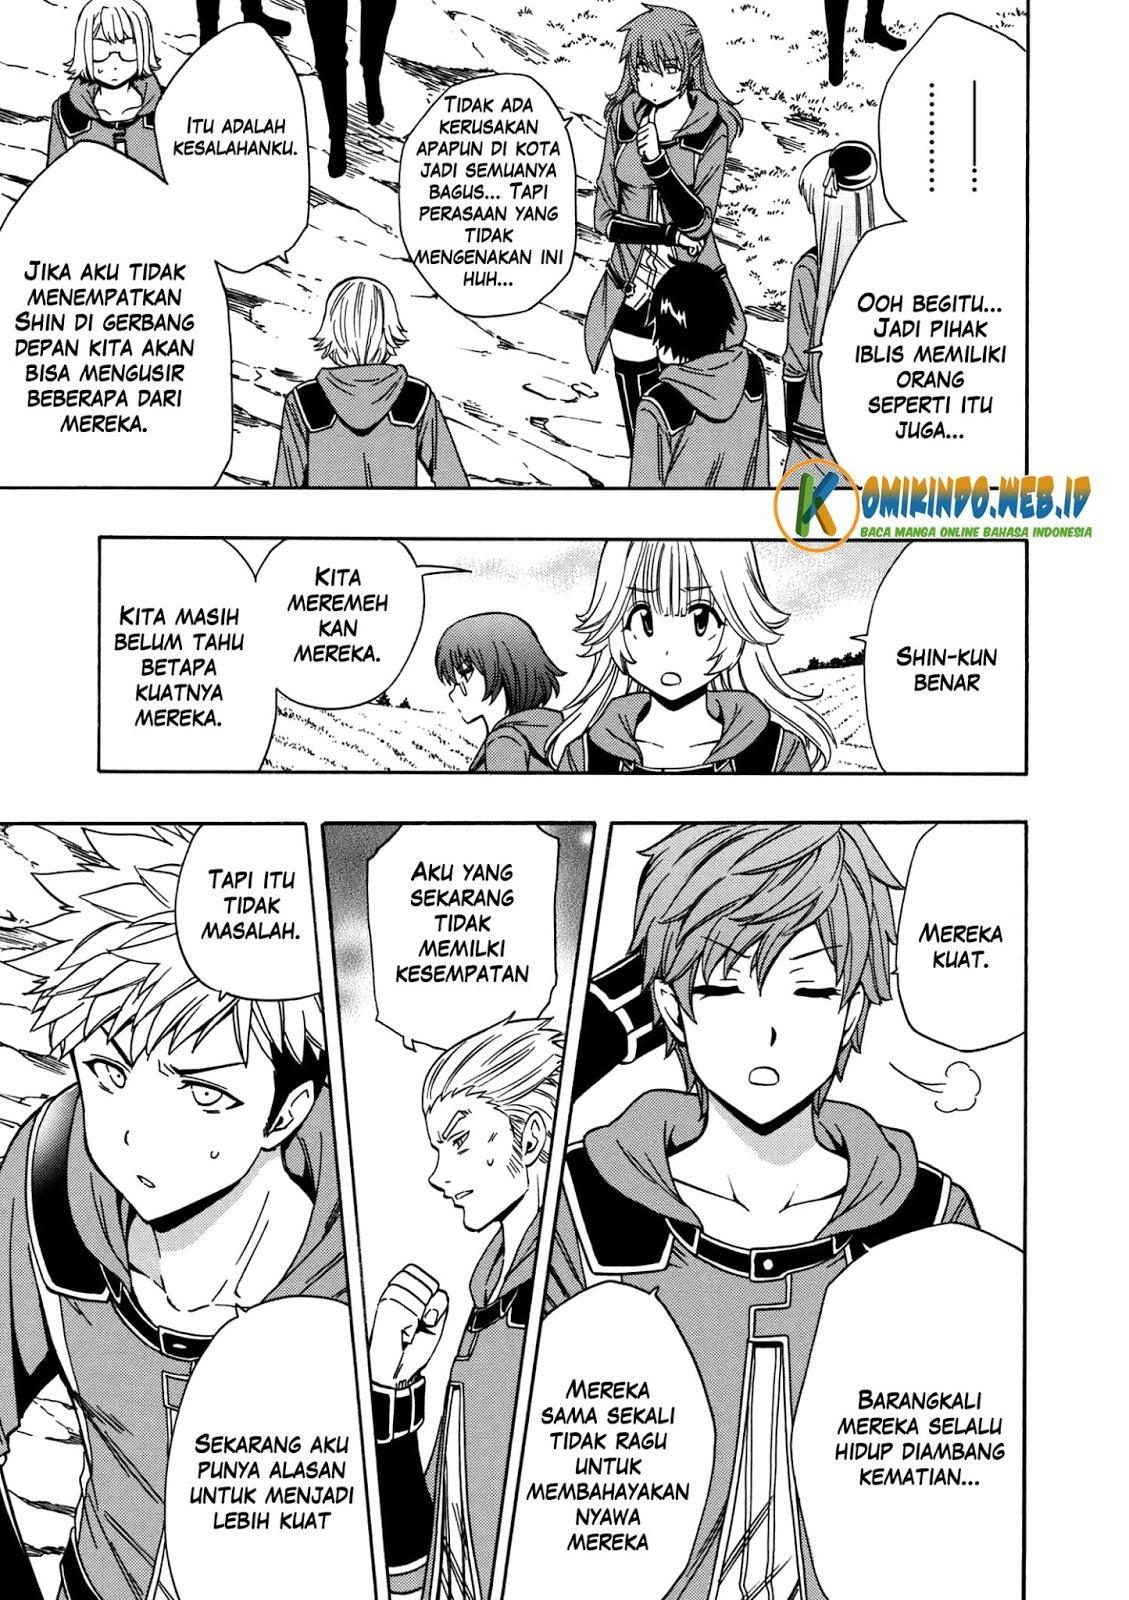 Ooh begitu...
Jadi pihak
iblis memiliki
orang
seperti itu
juga...
Tidak ada
kerusakan
apapun di kota
jadi semuanya
bagus... Tapi
perasaan yang
tidak
mengenakan ini
huh...
Itu adalah
kesalahanku.
Jika aku tidak
menempatkan
Shin di gerbang
depan kita akan
bisa mengusir
beberapa dari
mereka.
KOMIKINDO.WEB.ID
BACA MANGA ONLINE BAHASA INDONESIA
Shin-kun
benar
Kita
meremeh
kan
mereka.
Kita masih
belum tahu
betapa
kuatnya
mereka.
Mereka
kuat.
Barangkali
mereka selalu
hidup diambang
kematian...
Mereka
sama sekali
tidak ragu
untuk
membahayakan
nyawa
mereka
Aku yang
sekarang
tidak
memilki
kesempatan
Tapi itu
tidak
masalah.
Sekarang aku
punya alasan
untuk menjadi
lebih kuat